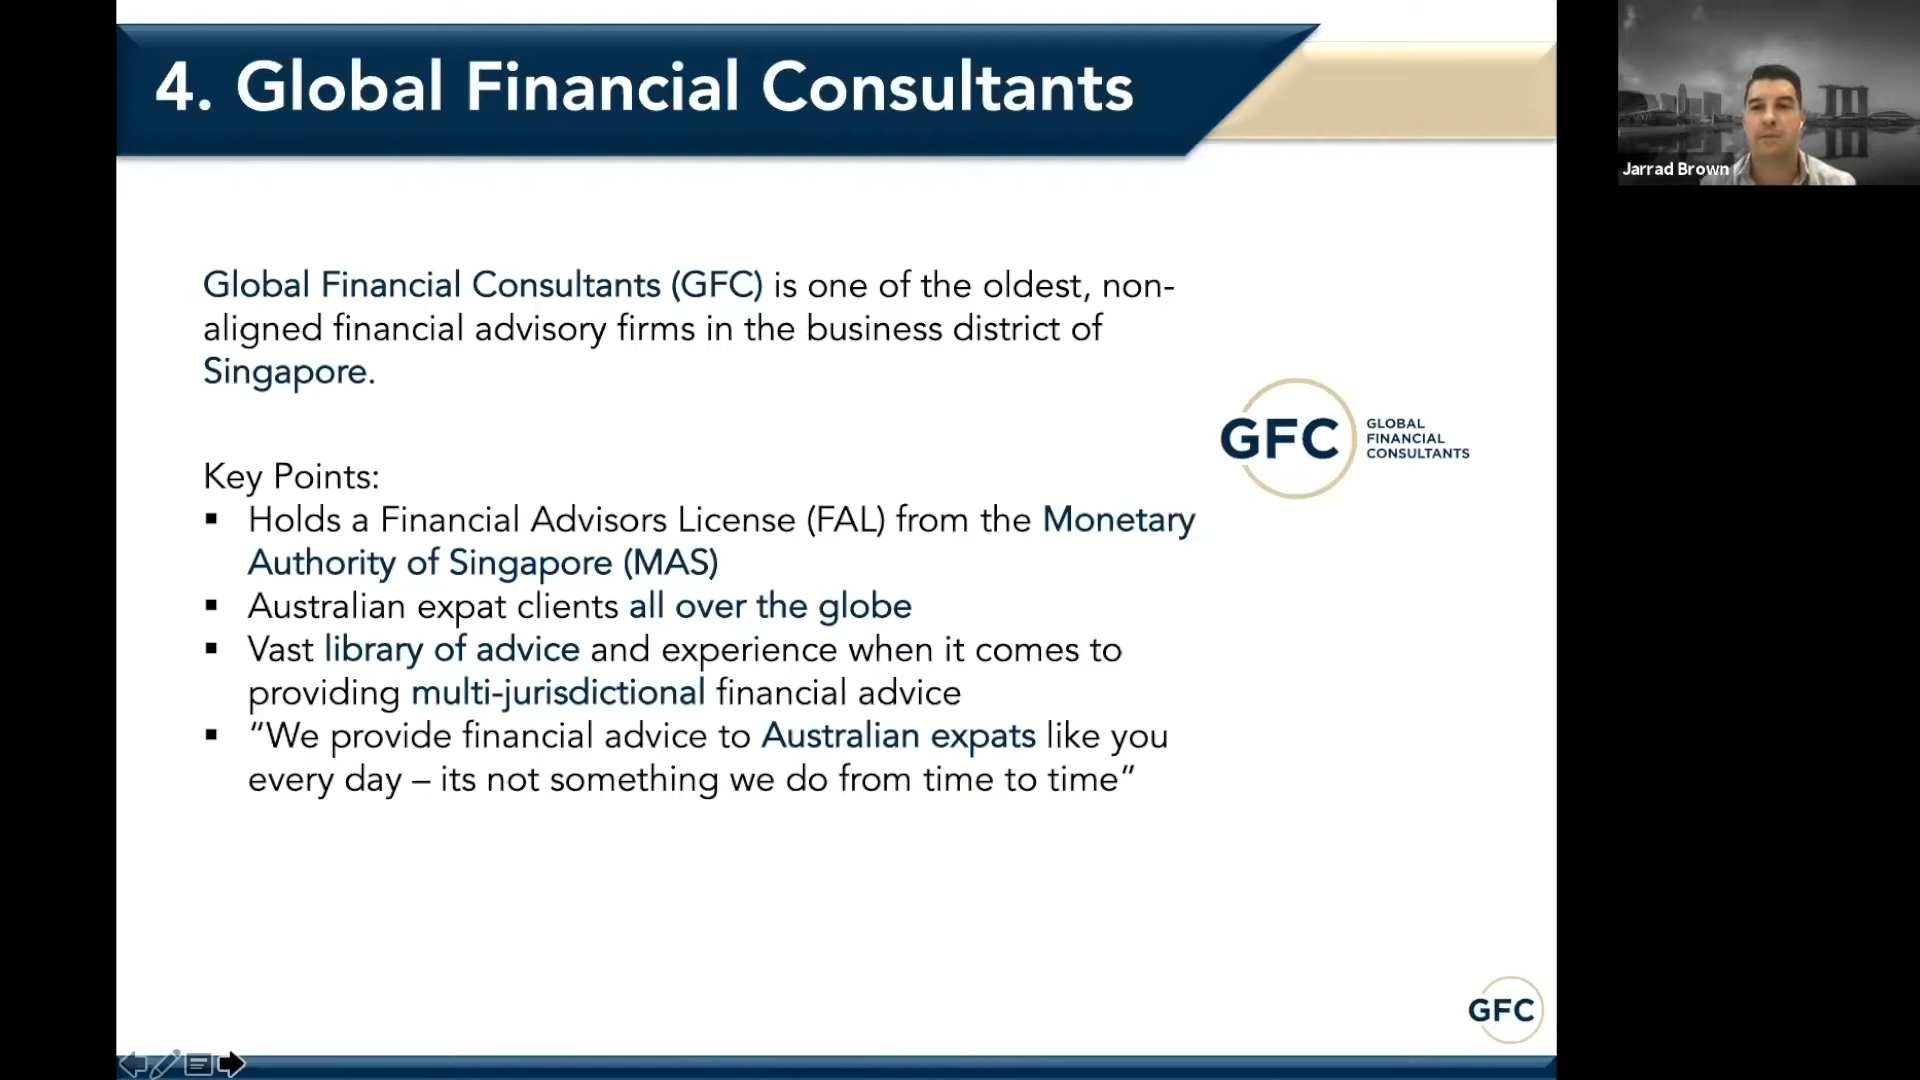 4. Global Financial Consultants
Jarrad Brown
Global Financial Consultants (GFC) is one of the oldest, non-
aligned financial advisory firms in the business district of
Singapore.
GFC
GLOBAL
FINANCIAL
CONSULTANTS
Key Points:
▪ Holds a Financial Advisors License (FAL) from the Monetary
Authority of Singapore (MAS)
▪ Australian expat clients all over the globe
▪ Vast library of advice and experience when it comes to
providing multi-jurisdictional financial advice
▪ “We provide financial advice to Australian expats like you
every day – its not something we do from time to time”
GFC